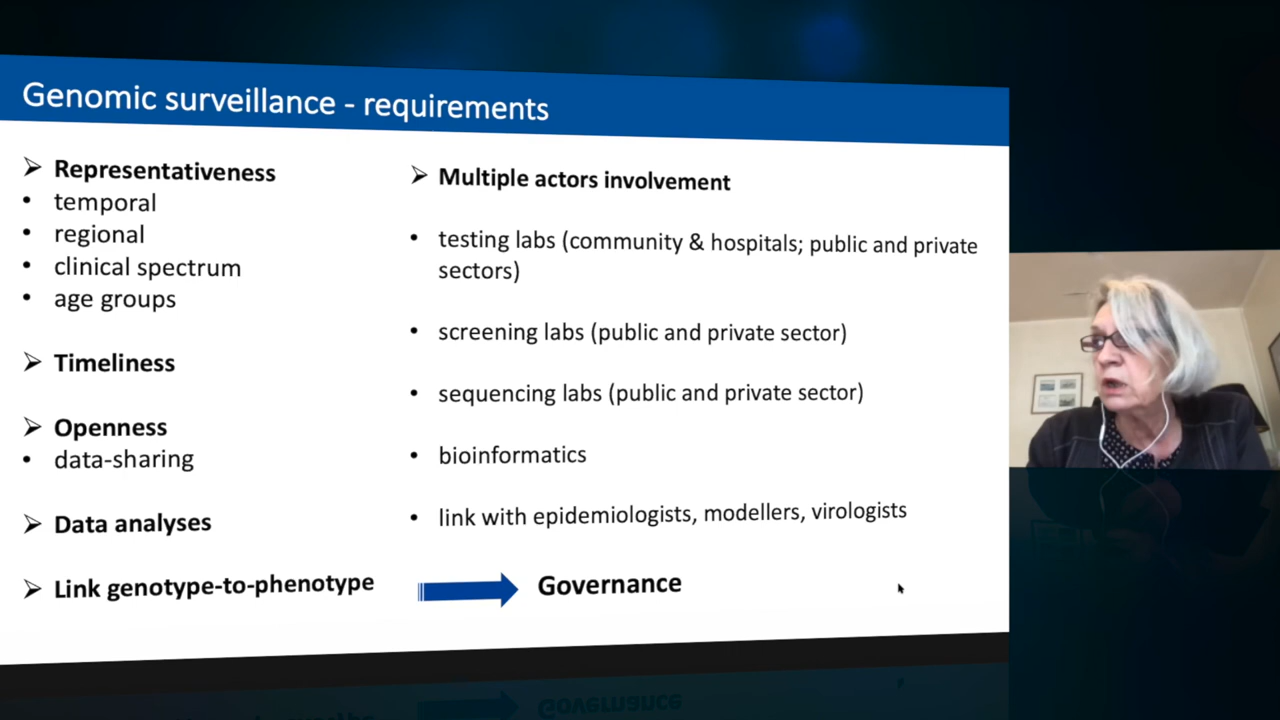 Genomic surveillance - requirements
➢ Representativeness
• temporal
• regional
• clinical spectrum
• age groups
➢ Timeliness
➢ Openness
• data-sharing
➢ Data analyses
➢ Link genotype-to-phenotype
➢ Multiple actors involvement
• testing labs (community & hospitals; public and private
sectors)
• screening labs (public and private sector)
• sequencing labs (public and private sector)
• bioinformatics
• link with epidemiologists, modellers, virologists
Governance